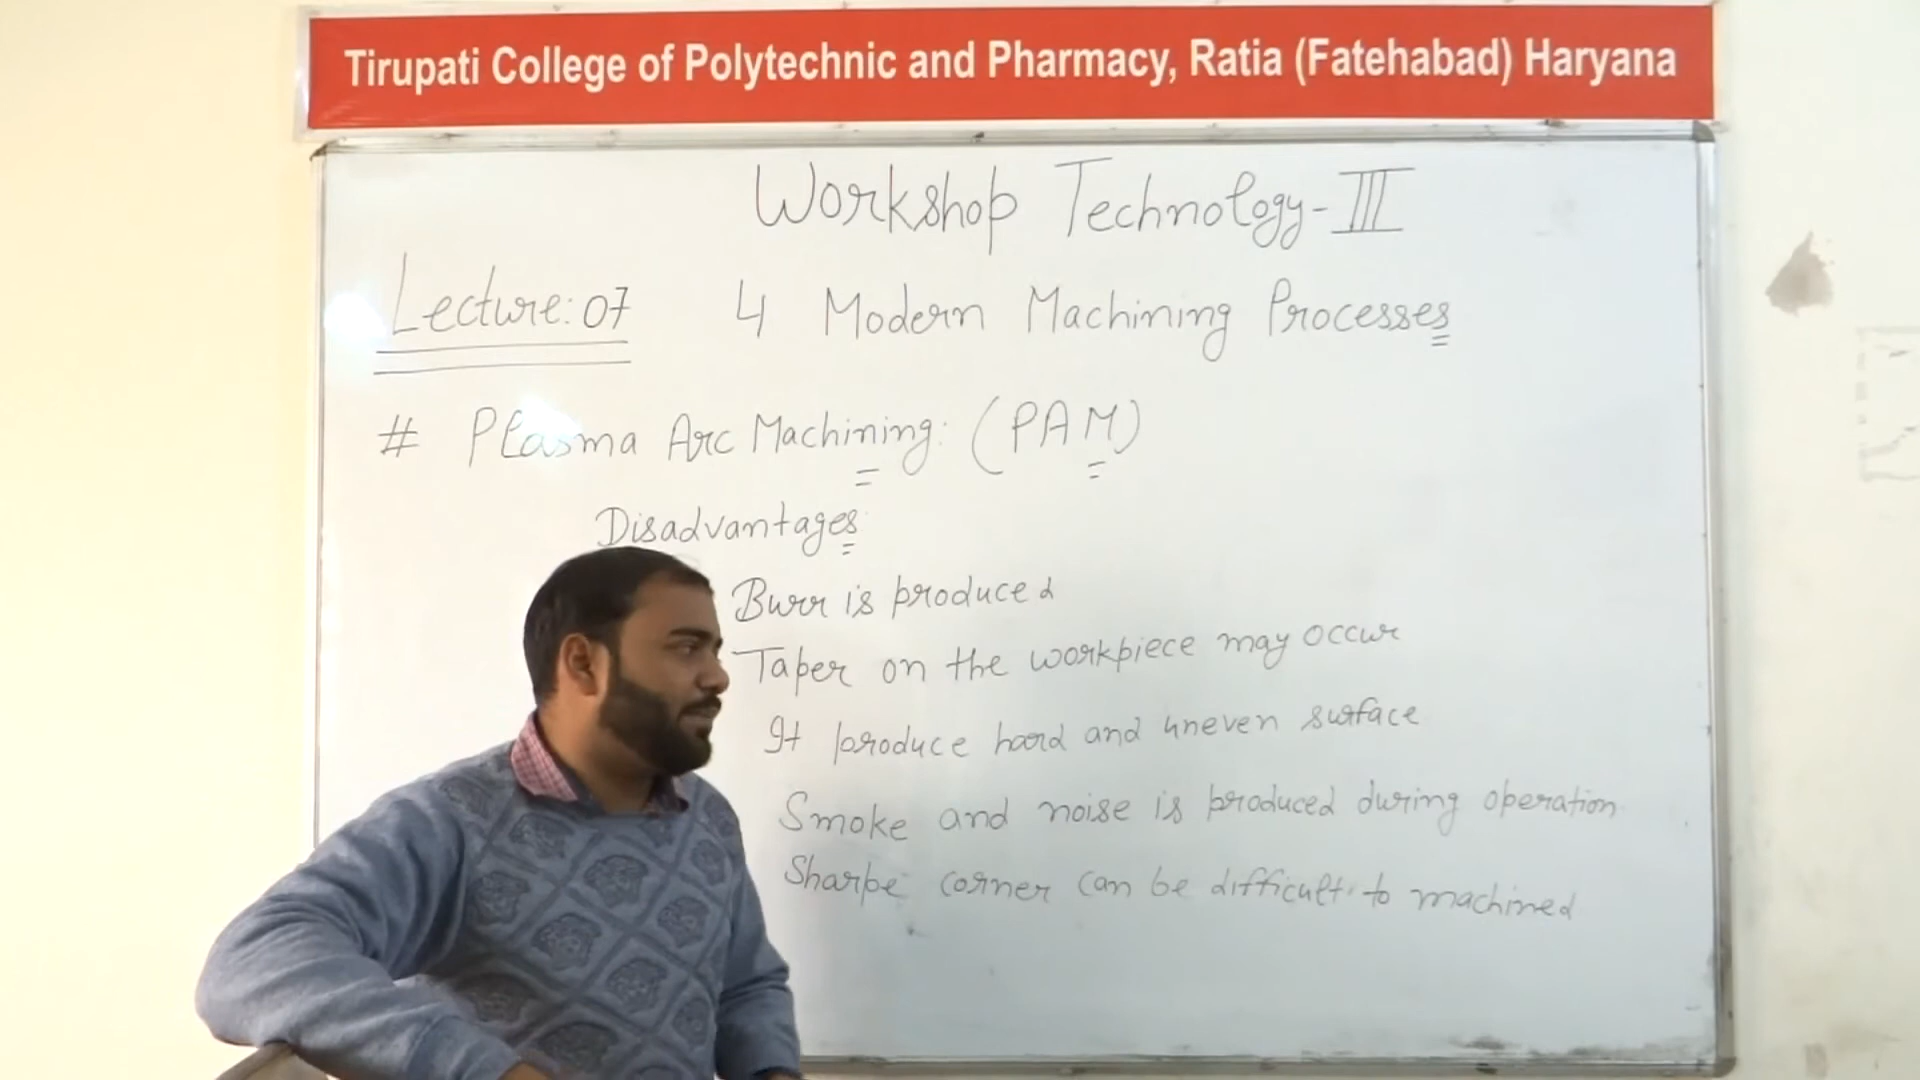 Tirupati College of Polytechnic and Pharmacy, Ratia (Fatehabad) Haryana
Workshop Technology-III
Lecture: 07 4 Modern Machining Processes
# Plasma Arc Machining: (PAM)
Disadvantages
Burr is produced
Taper on the workpiece may occur
It produce hard and uneven surface
Smoke and noise is produced during operation
Sharpe corner can be difficult to machined